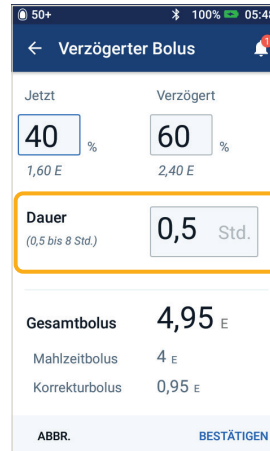 50+ 100% 05:48
← Verzögerter Bolus 1
Jetzt Verzögert
40 % 60 %
1,60 E 2,40 E
Dauer
(0,5 bis 8 Std.)
0,5 Std.
Gesamtbolus 4,95 E
Mahlzeitbolus 4 E
Korrekturbolus 0,95 E
ABBR. BESTÄTIGEN